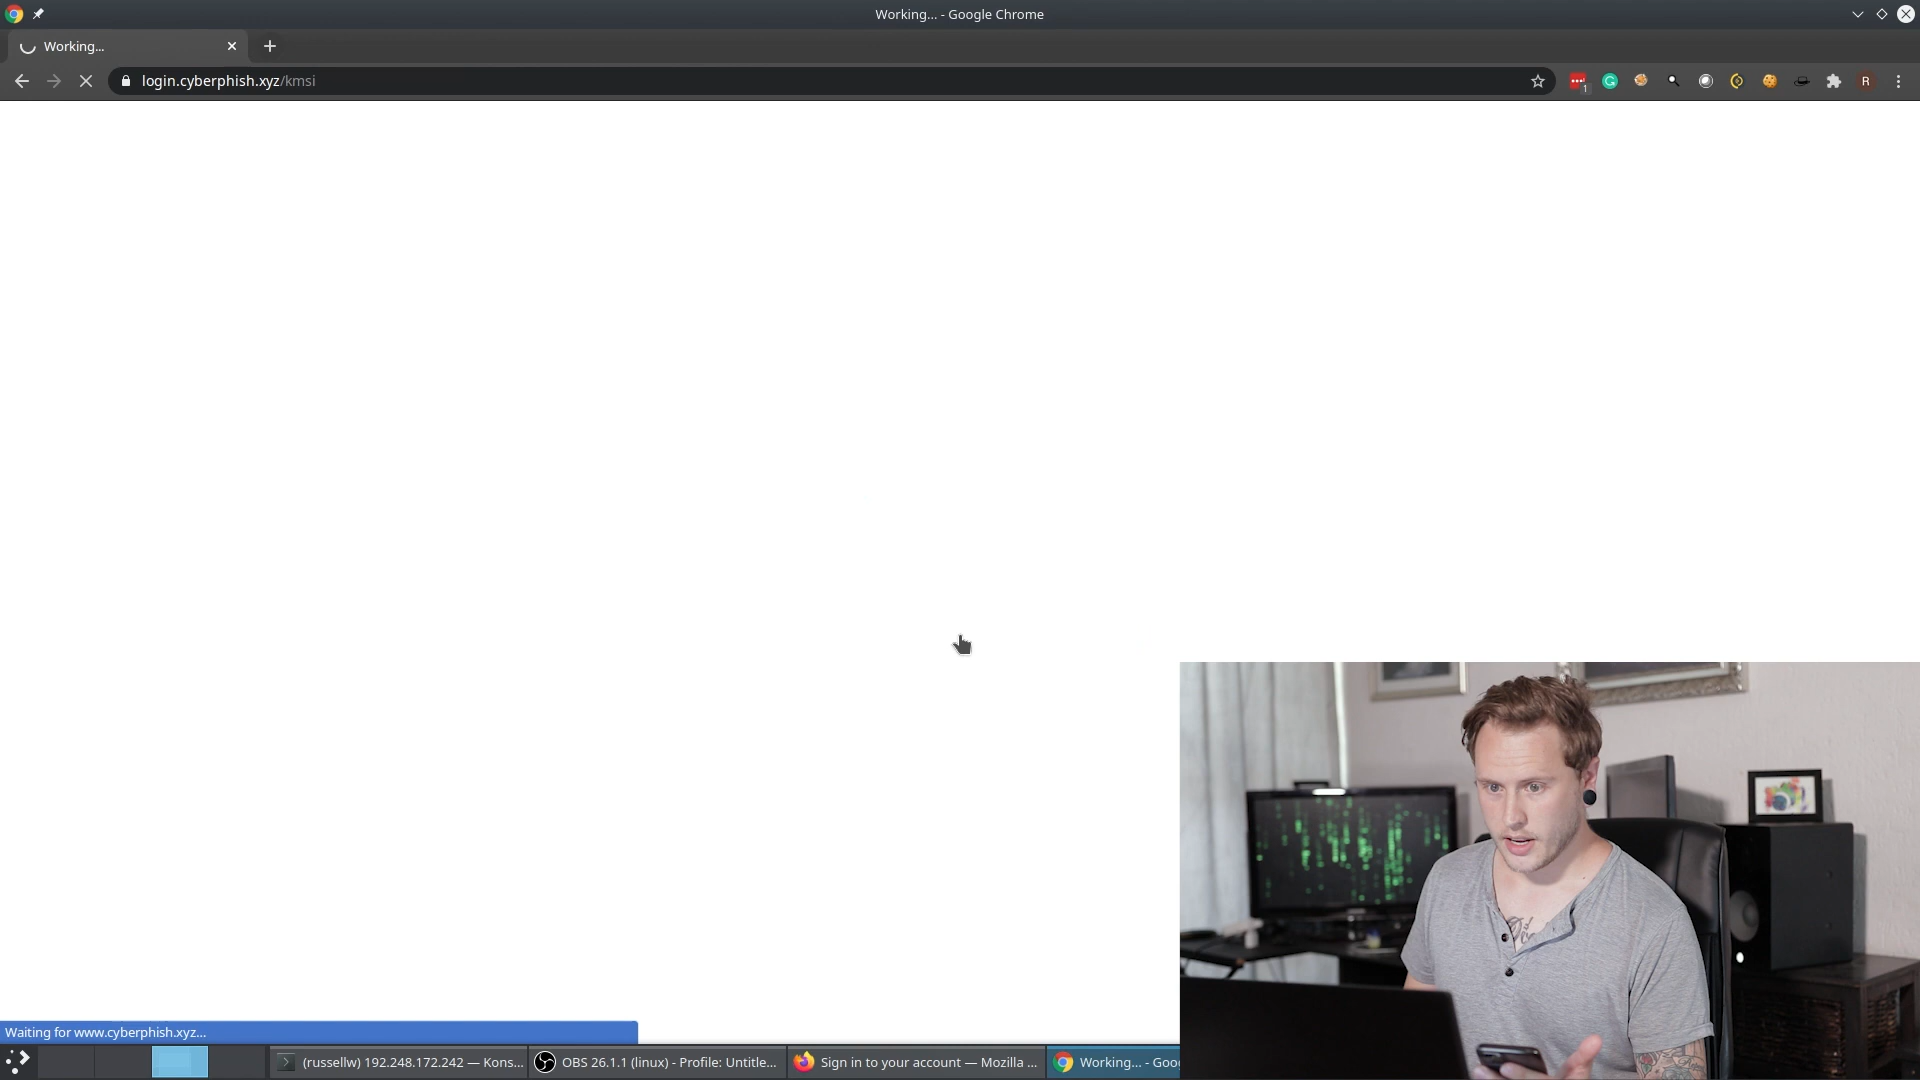 Working... - Google Chrome
Working...
login.cyberphish.xyz/kmsi
1
R
Waiting for www.cyberphish.xyz...
(russellw) 192.248.172.242 — Kons...
OBS 26.1.1 (linux) - Profile: Untitle...
Sign in to your account — Mozilla ...
Working... - Goo